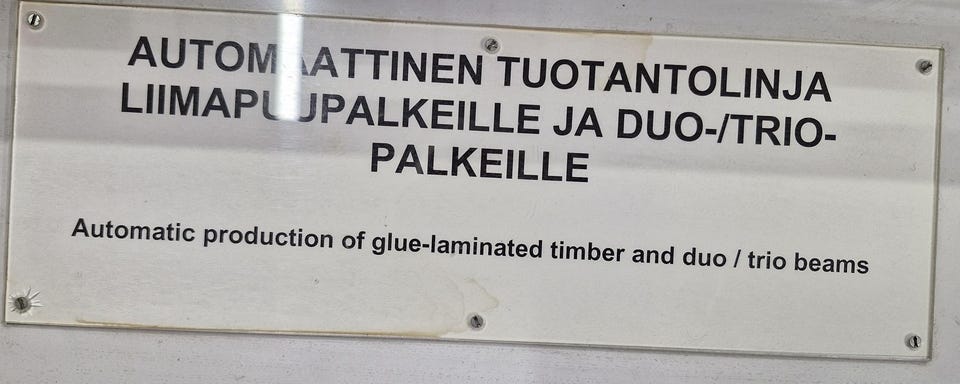 AUTOMAATTINEN TUOTANTOLINJA
LIIMAPUUPALKEILLE JA DUO-/TRIO-
PALKEILLE
Automatic production of glue-laminated timber and duo / trio beams